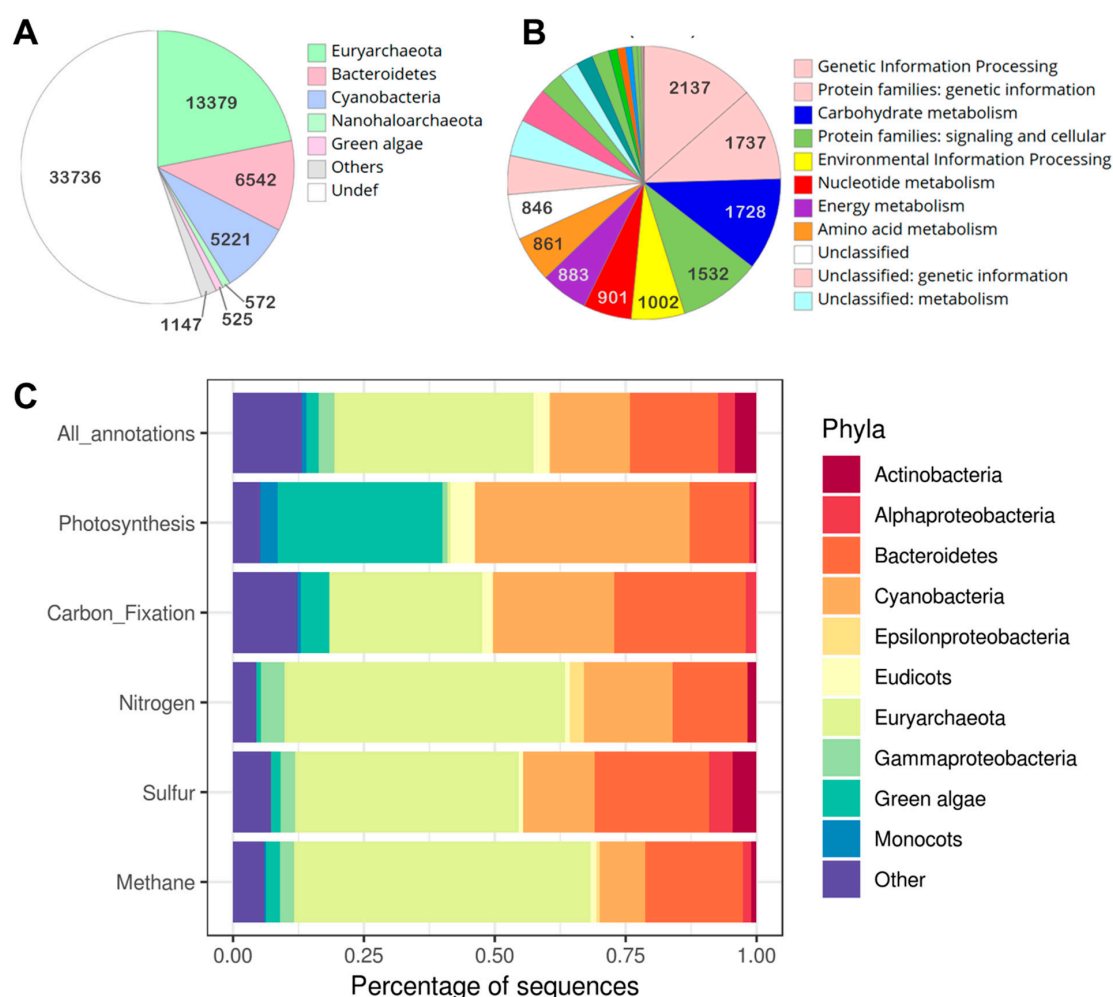 A
13379
6542
5221
572
525
1147
33736
Euryarchaeota
Bacteroidetes
Cyanobacteria
Nanohaloarchaeota
Green algae
Others
Undef
B
2137
1737
1728
1532
1002
901
883
861
846
Genetic Information Processing
Protein families: genetic information
Carbohydrate metabolism
Protein families: signaling and cellular
Environmental Information Processing
Nucleotide metabolism
Energy metabolism
Amino acid metabolism
Unclassified
Unclassified: genetic information
Unclassified: metabolism
C
All_annotations
Photosynthesis
Carbon_Fixation
Nitrogen
Sulfur
Methane
0.00 0.25 0.50 0.75 1.00
Percentage of sequences
Phyla
Actinobacteria
Alphaproteobacteria
Bacteroidetes
Cyanobacteria
Epsilonproteobacteria
Eudicots
Euryarchaeota
Gammaproteobacteria
Green algae
Monocots
Other